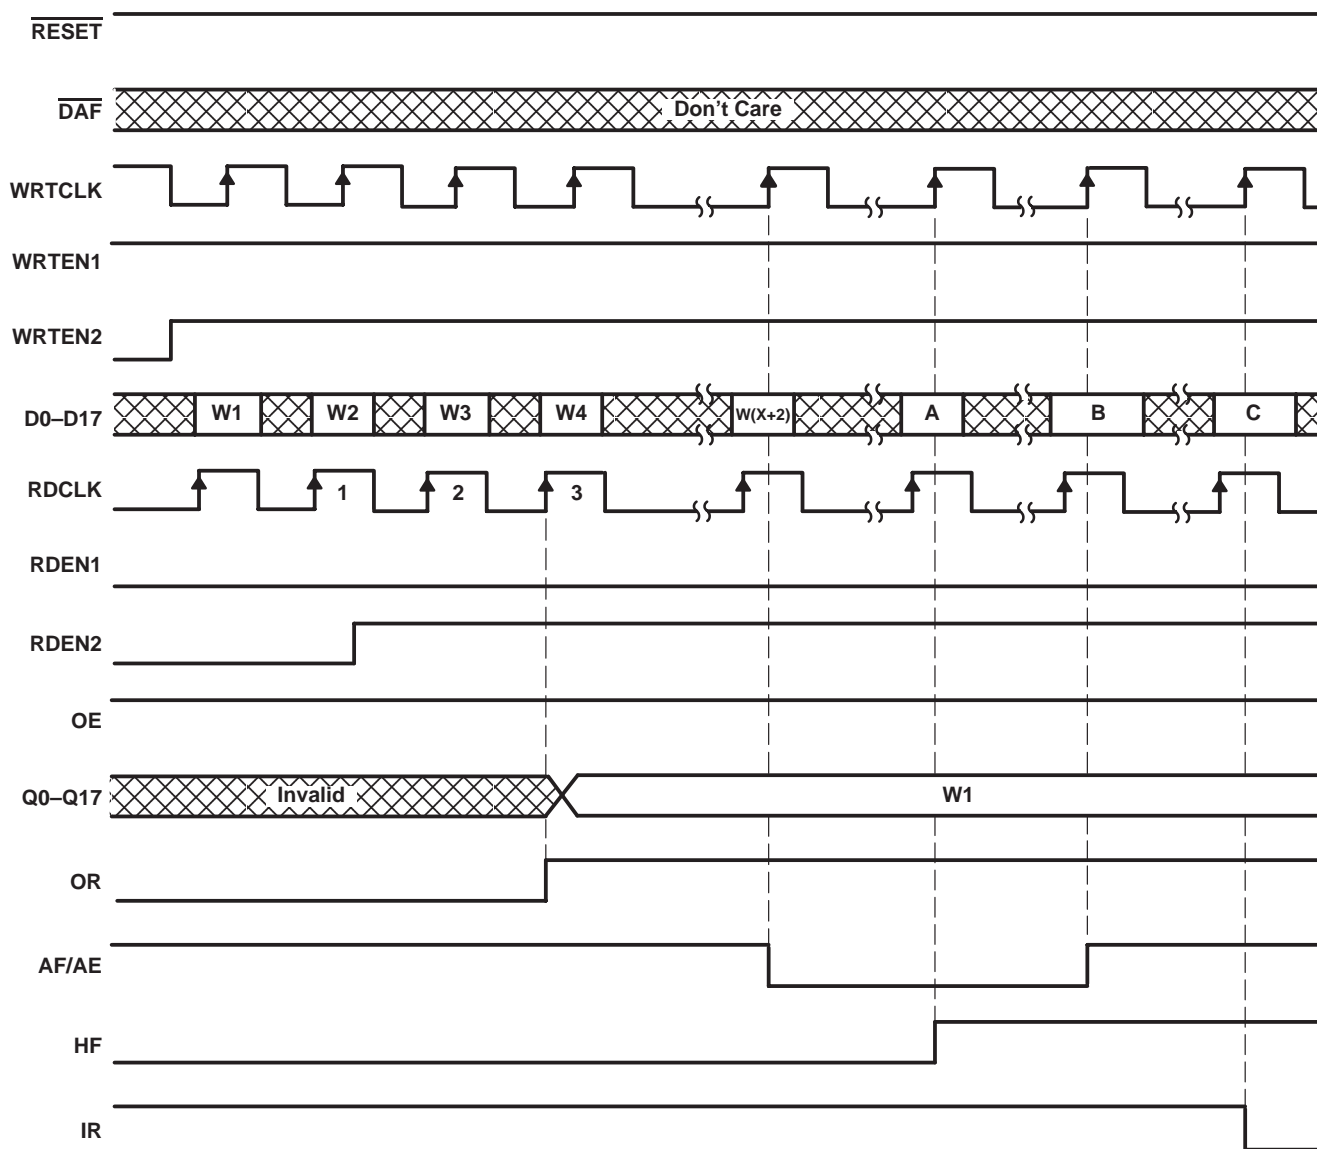 RESET
DAF
Don't Care
WRTCLK
WRTEN1
WRTEN2
D0–D17 W1 W2 W3 W4 W(X+2) A B C
RDCLK 1 2 3
RDEN1
RDEN2
OE
Q0–Q17 Invalid W1
OR
AF/AE
HF
IR